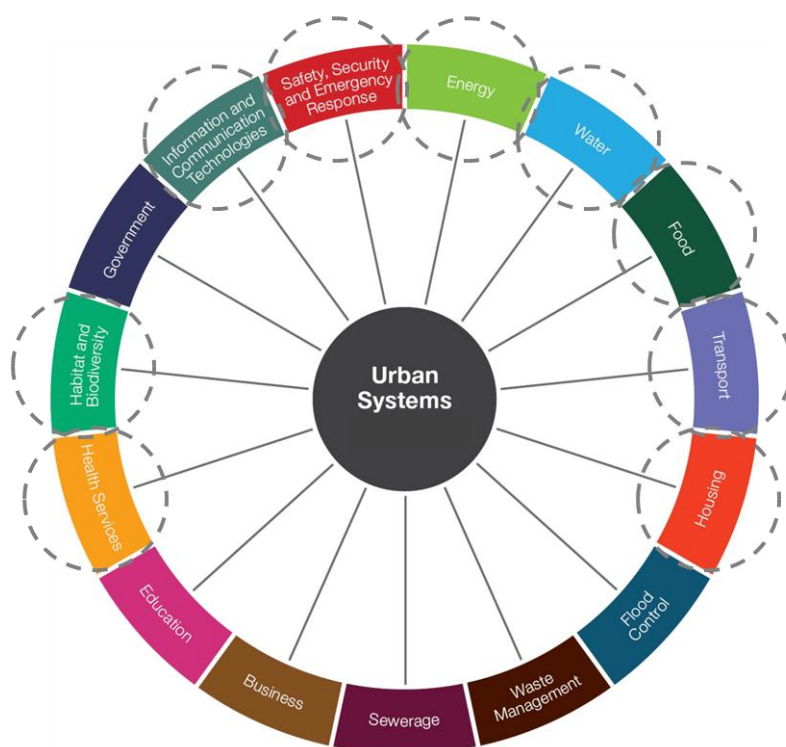 Safety, Security
and Emergency
Response
Energy
Water
Food
Transport
Housing
Flood
Control
Waste
Management
Sewerage
Business
Education
Health Services
Habitat and
Biodiversity
Government
Information and
Communication
Technologies
Urban
Systems